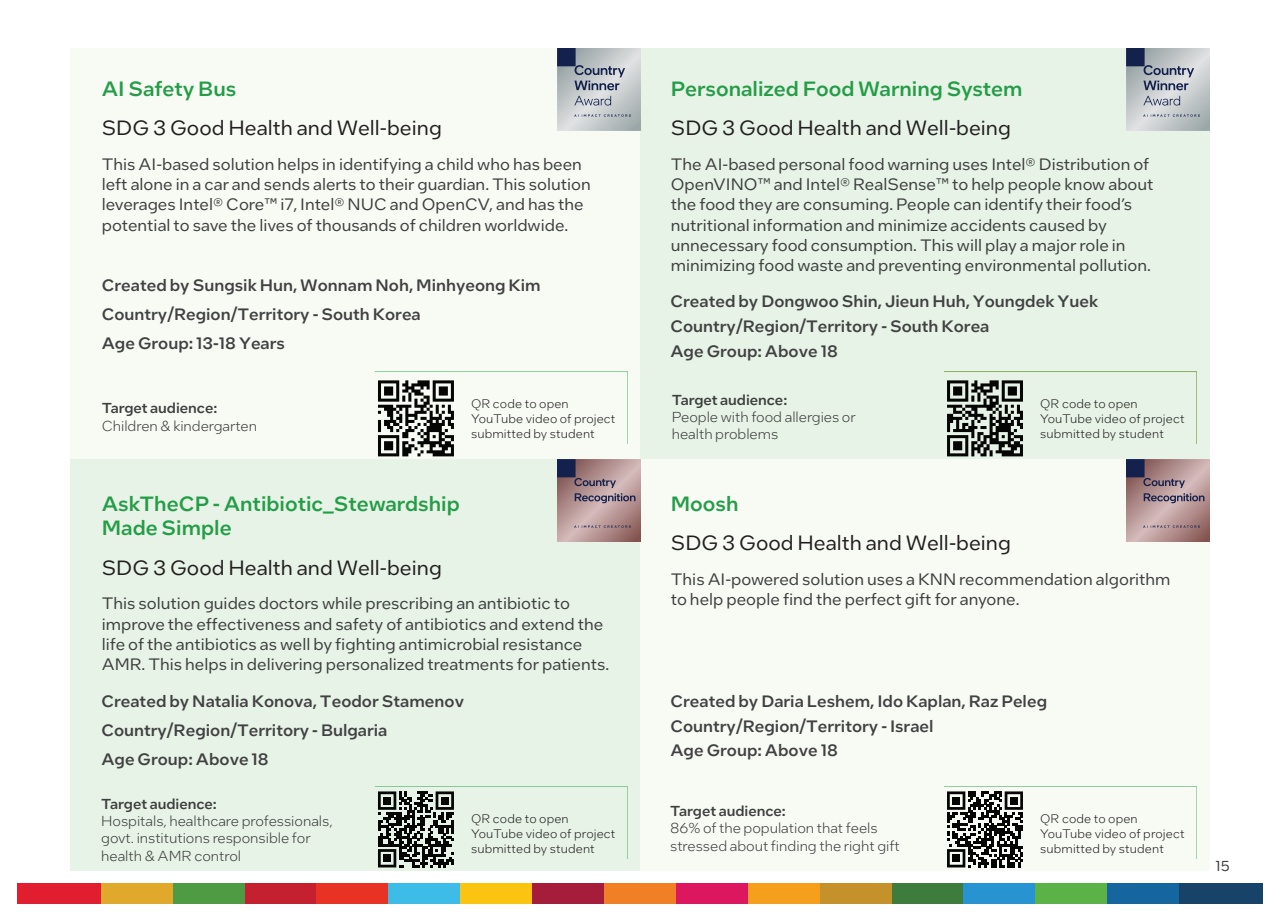 AI Safety Bus
Country
Winner
Award
AI IMPACT CREATORS
SDG 3 Good Health and Well-being
This AI-based solution helps in identifying a child who has been
left alone in a car and sends alerts to their guardian. This solution
leverages Intel® Core™ i7, Intel® NUC and OpenCV, and has the
potential to save the lives of thousands of children worldwide.
Created by Sungsik Hun, Wonnam Noh, Minhyeong Kim
Country/Region/Territory - South Korea
Age Group: 13-18 Years
Target audience:
Children & kindergarten
QR code to open
YouTube video of project
submitted by student
Personalized Food Warning System
Country
Winner
Award
AI IMPACT CREATORS
SDG 3 Good Health and Well-being
The AI-based personal food warning uses Intel® Distribution of
OpenVINO™ and Intel® RealSense™ to help people know about
the food they are consuming. People can identify their food's
nutritional information and minimize accidents caused by
unnecessary food consumption. This will play a major role in
minimizing food waste and preventing environmental pollution.
Created by Dongwoo Shin, Jieun Huh, Youngdek Yuek
Country/Region/Territory - South Korea
Age Group: Above 18
Target audience:
People with food allergies or
health problems
QR code to open
YouTube video of project
submitted by student
AskTheCP - Antibiotic_Stewardship
Made Simple
Country
Recognition
AI IMPACT CREATORS
SDG 3 Good Health and Well-being
This solution guides doctors while prescribing an antibiotic to
improve the effectiveness and safety of antibiotics and extend the
life of the antibiotics as well by fighting antimicrobial resistance
AMR. This helps in delivering personalized treatments for patients.
Created by Natalia Konova, Teodor Stamenov
Country/Region/Territory - Bulgaria
Age Group: Above 18
Target audience:
Hospitals, healthcare professionals,
govt. institutions responsible for
health & AMR control
QR code to open
YouTube video of project
submitted by student
Moosh
Country
Recognition
AI IMPACT CREATORS
SDG 3 Good Health and Well-being
This AI-powered solution uses a KNN recommendation algorithm
to help people find the perfect gift for anyone.
Created by Daria Leshem, Ido Kaplan, Raz Peleg
Country/Region/Territory - Israel
Age Group: Above 18
Target audience:
86% of the population that feels
stressed about finding the right gift
QR code to open
YouTube video of project
submitted by student
15